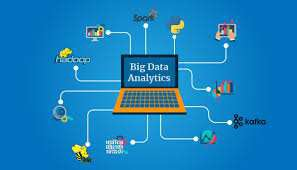 Spark
hadoop
Big Data
Analytics
kafka